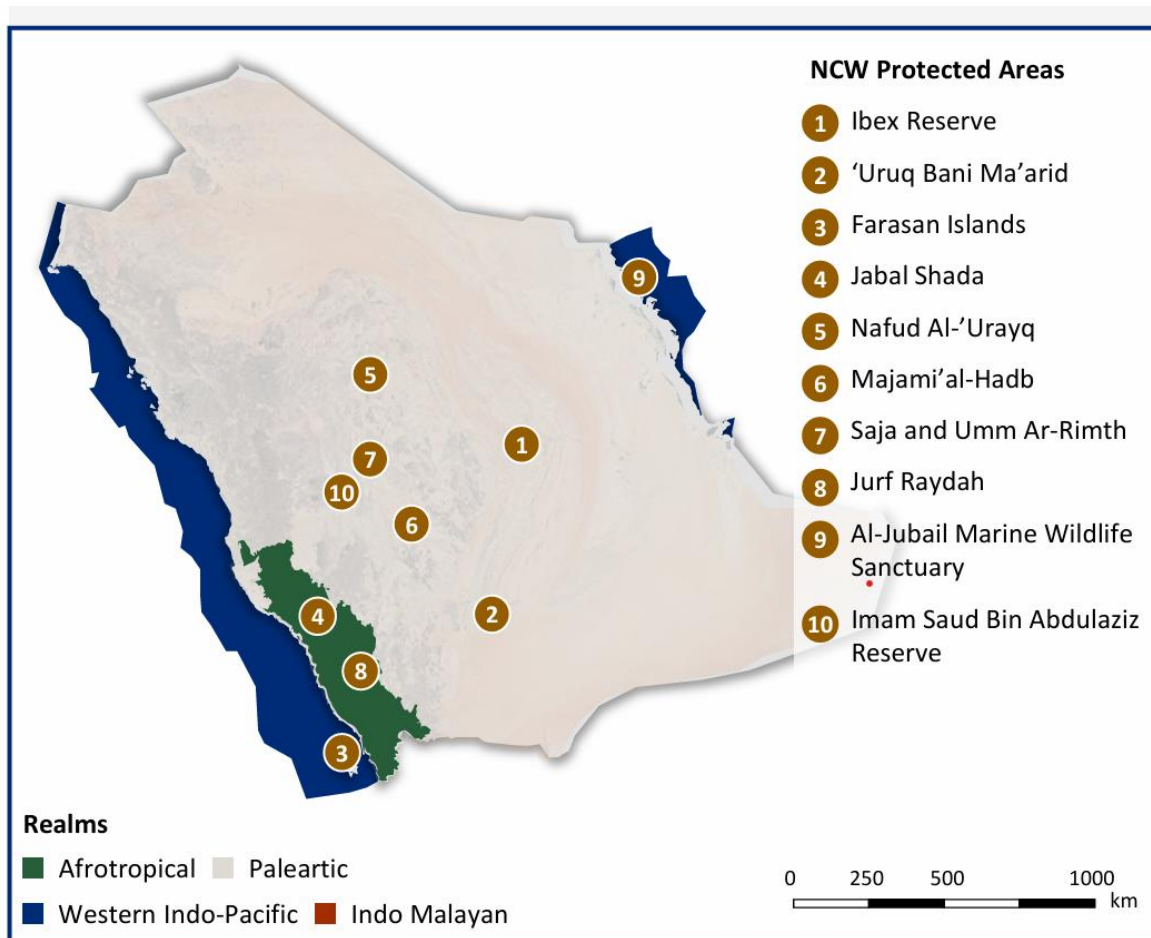 NCW Protected Areas
1 Ibex Reserve
2 ‘Uruq Bani Ma’arid
3 Farasan Islands
4 Jabal Shada
5 Nafud Al-’Urayq
6 Majami’al-Hadb
7 Saja and Umm Ar-Rimth
8 Jurf Raydah
9 Al-Jubail Marine Wildlife
Sanctuary
10 Imam Saud Bin Abdulaziz
Reserve
9
5
1
7
10
6
2
4
8
3
Realms
Afrotropical Paleartic
Western Indo-Pacific Indo Malayan
0 250 500 1000
km